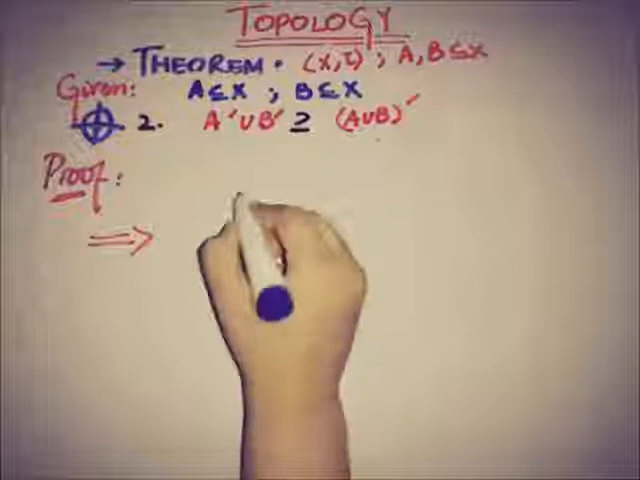 TOPOLOGY
→ THEOREM. (X,τ) ; A,B⊆X
Given: A⊆X ; B⊆X
2. A′∪B′ ⊇ (A∪B)′
Proof:
⇒